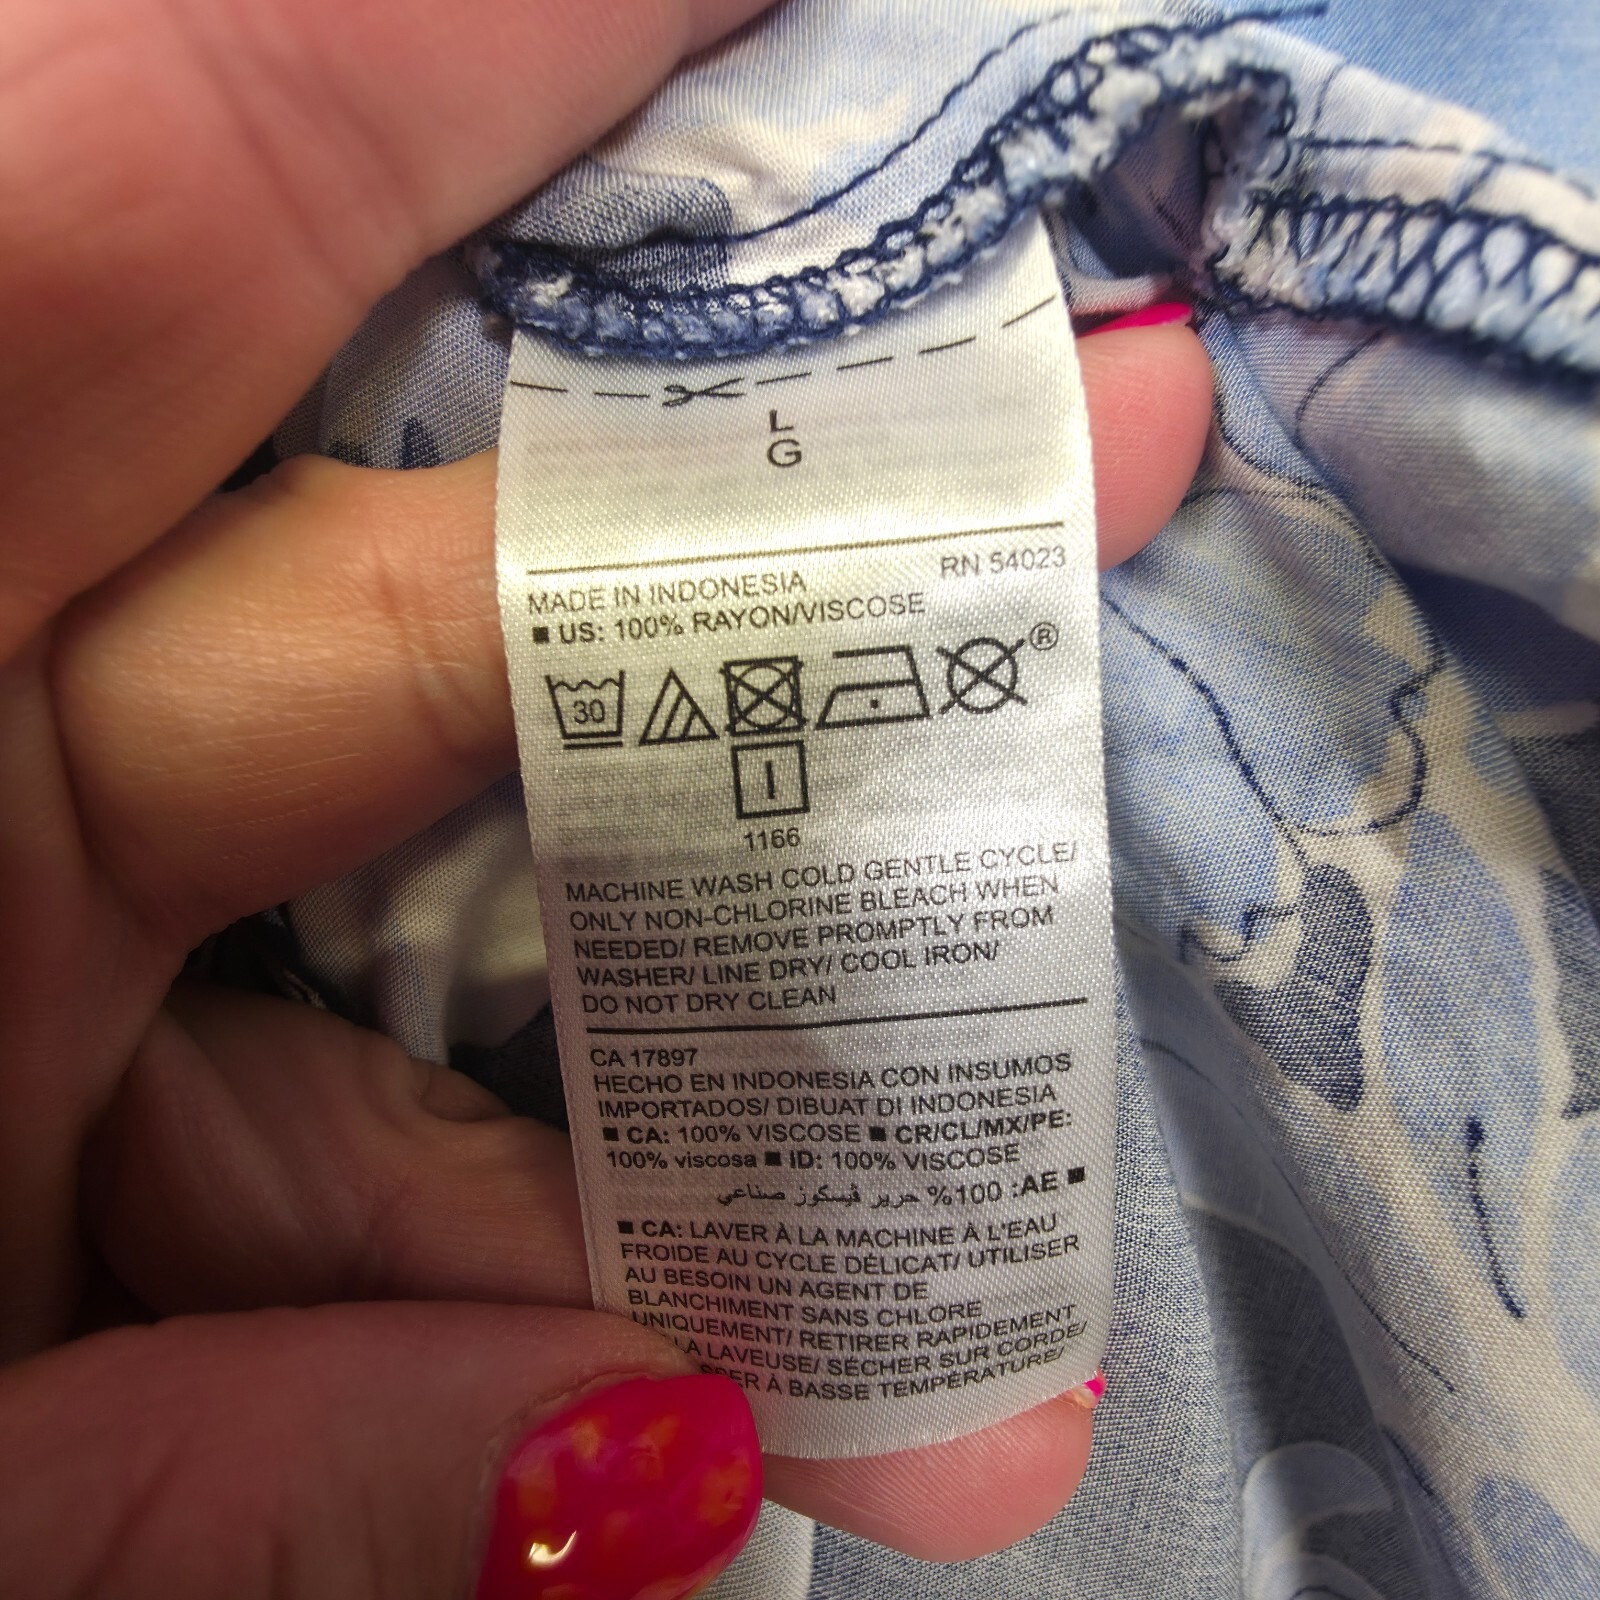 L
G
RN 54023
MADE IN INDONESIA
■ US: 100% RAYON/VISCOSE
30
®
1166
MACHINE WASH COLD GENTLE CYCLE/
ONLY NON-CHLORINE BLEACH WHEN
NEEDED/ REMOVE PROMPTLY FROM
WASHER/ LINE DRY/ COOL IRON/
DO NOT DRY CLEAN
CA 17897
HECHO EN INDONESIA CON INSUMOS
IMPORTADOS/ DIBUAT DI INDONESIA
■ CA: 100% VISCOSE ■ CR/CL/MX/PE:
100% viscosa ■ ID: 100% VISCOSE
■ AE: 100% حرير ڤيسكوز صناعي
■ CA: LAVER À LA MACHINE À L'EAU
FROIDE AU CYCLE DÉLICAT/ UTILISER
AU BESOIN UN AGENT DE
BLANCHIMENT SANS CHLORE
UNIQUEMENT/ RETIRER RAPIDEMENT
LA LAVEUSE/ SÉCHER SUR CORDE/
À BASSE TEMPÉRATURE/